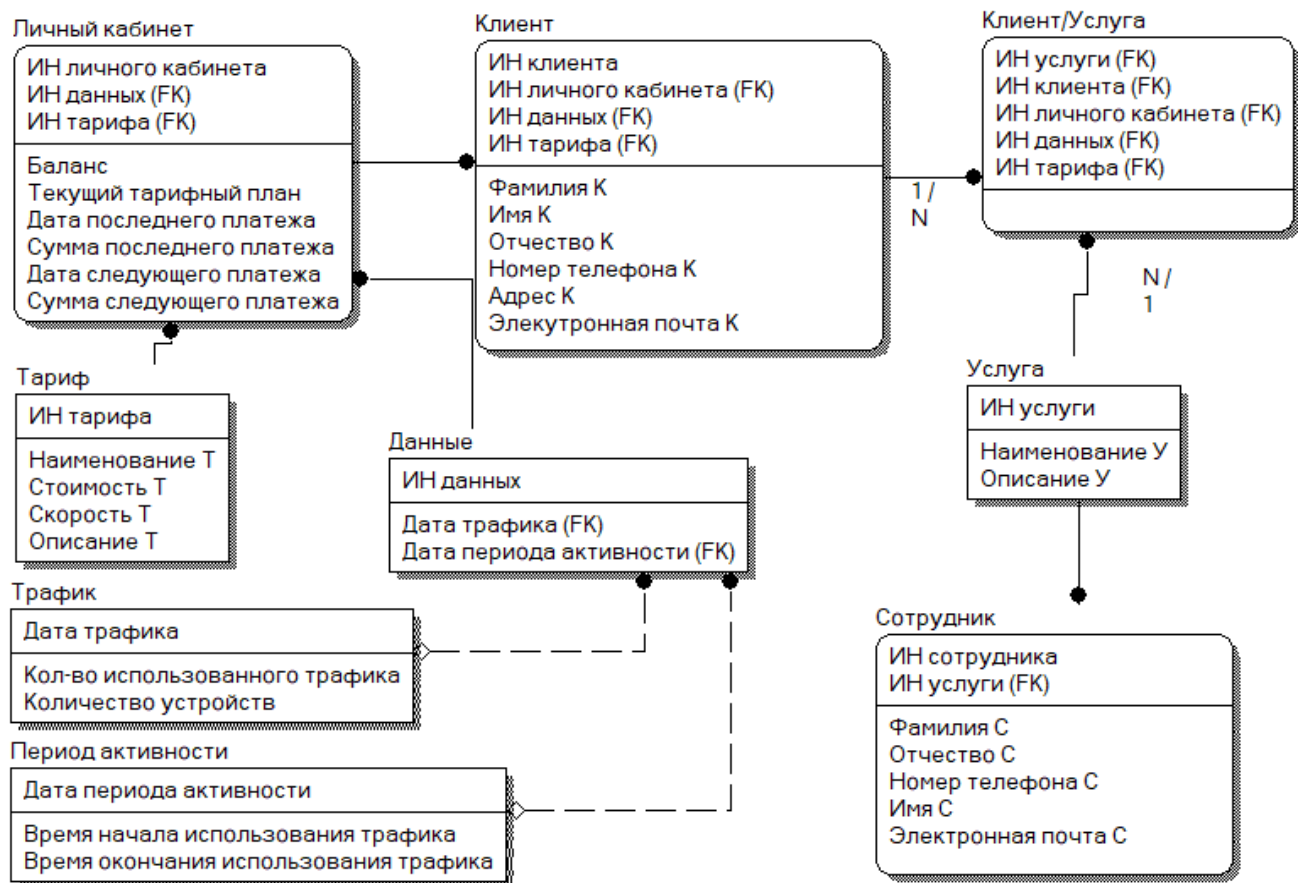 Личный кабинет
ИН личного кабинета
ИН данных (FK)
ИН тарифа (FK)
Баланс
Текущий тарифный план
Дата последнего платежа
Сумма последнего платежа
Дата следующего платежа
Сумма следующего платежа
Клиент
ИН клиента
ИН личного кабинета (FK)
ИН данных (FK)
ИН тарифа (FK)
Фамилия К
Имя К
Отчество К
Номер телефона К
Адрес К
Элекутронная почта К
1 /
N
Клиент/Услуга
ИН услуги (FK)
ИН клиента (FK)
ИН личного кабинета (FK)
ИН данных (FK)
ИН тарифа (FK)
N /
1
Тариф
ИН тарифа
Наименование Т
Стоимость Т
Скорость Т
Описание Т
Данные
ИН данных
Дата трафика (FK)
Дата периода активности (FK)
Услуга
ИН услуги
Наименование У
Описание У
Трафик
Дата трафика
Кол-во использованного трафика
Количество устройств
Период активности
Дата периода активности
Время начала использования трафика
Время окончания использования трафика
Сотрудник
ИН сотрудника
ИН услуги (FK)
Фамилия С
Отчество С
Номер телефона С
Имя С
Электронная почта С